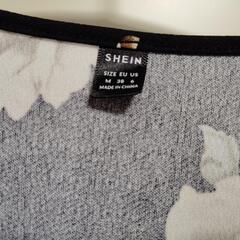 SHEIN
SIZE EU US
M 38 6
MADE IN CHINA